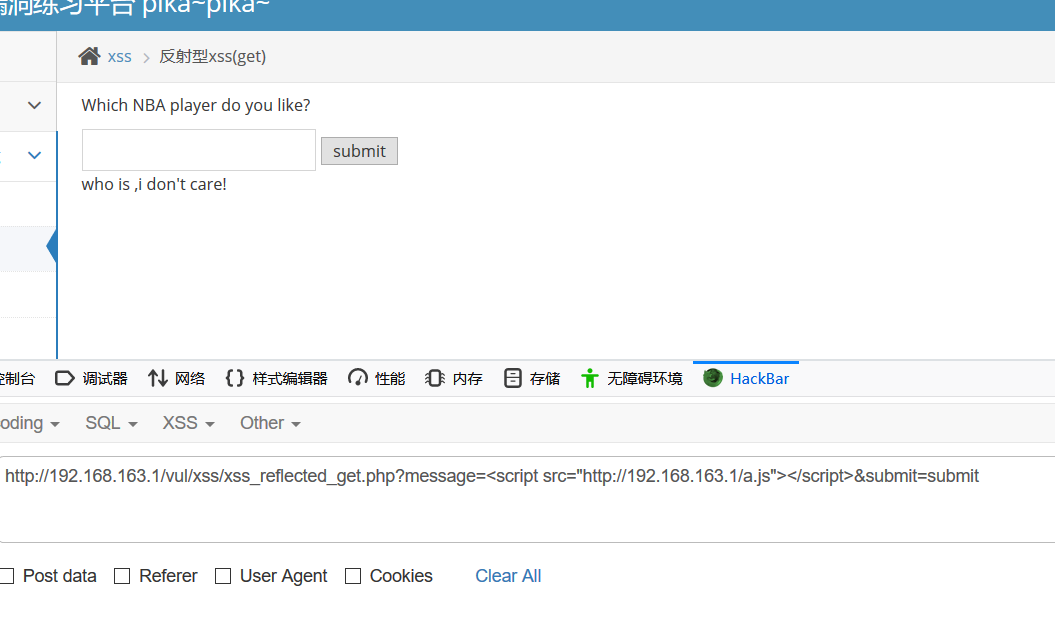 漏洞练习平台 pika~pika~
xss > 反射型xss(get)
Which NBA player do you like?
submit
who is ,i don't care!
控制台 调试器 网络 样式编辑器 性能 内存 存储 无障碍环境 HackBar
oding SQL XSS Other
http://192.168.163.1/vul/xss/xss_reflected_get.php?message=<script src="http://192.168.163.1/a.js"></script>&submit=submit
Post data Referer User Agent Cookies Clear All